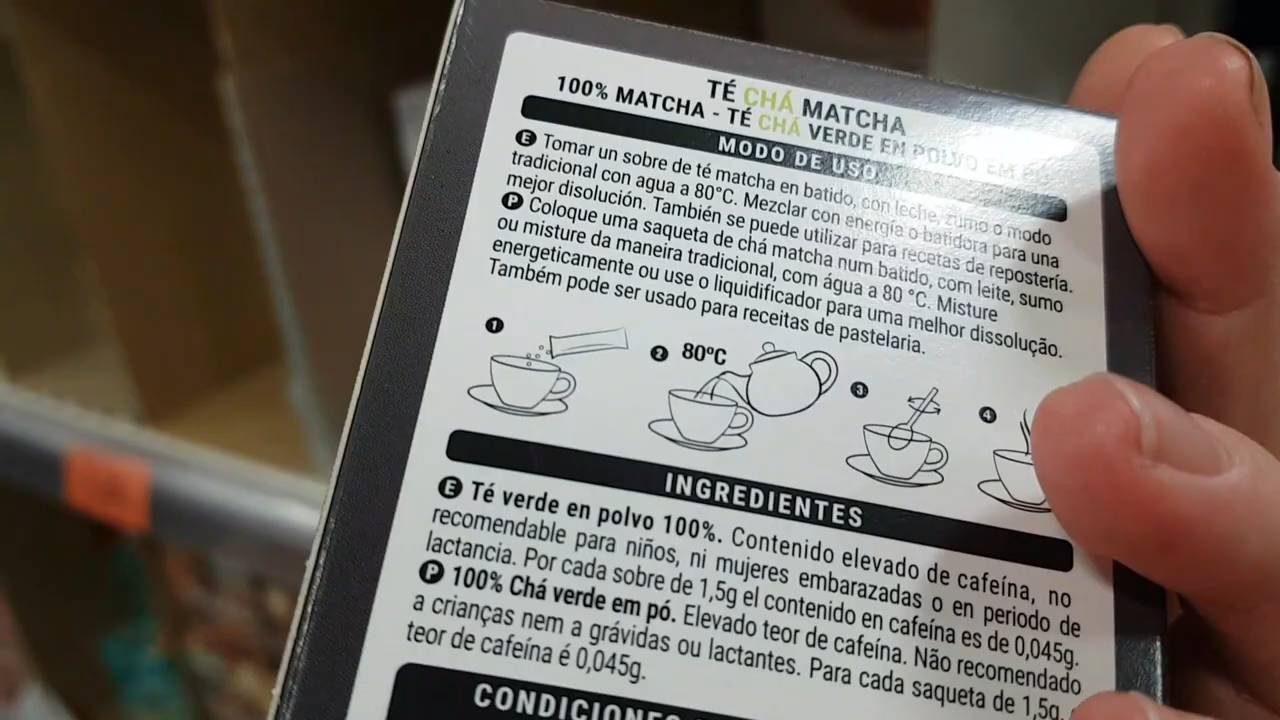 TÉ CHÁ MATCHA
100% MATCHA - TÉ CHÁ VERDE EN POLVO EM
MODO DE USO
E Tomar un sobre de té matcha en batido, con leche, zumo o modo
tradicional con agua a 80°C. Mezclar con energía o batidora para una
mejor disolución. También se puede utilizar para recetas de repostería.
P Coloque uma saqueta de chá matcha num batido, com leite, sumo
ou misture da maneira tradicional, com água a 80 °C. Misture
energeticamente ou use o liquidificador para uma melhor dissolução.
Também pode ser usado para receitas de pastelaria.
1
2 80ºC
3
4
INGREDIENTES
E Té verde en polvo 100%. Contenido elevado de cafeína, no
recomendable para niños, ni mujeres embarazadas o en periodo de
lactancia. Por cada sobre de 1,5g el contenido en cafeína es de 0,045g.
P 100% Chá verde em pó. Elevado teor de cafeína. Não recomendado
a crianças nem a grávidas ou lactantes. Para cada saqueta de 1,5g,
teor de cafeína é 0,045g.
CONDICIONES